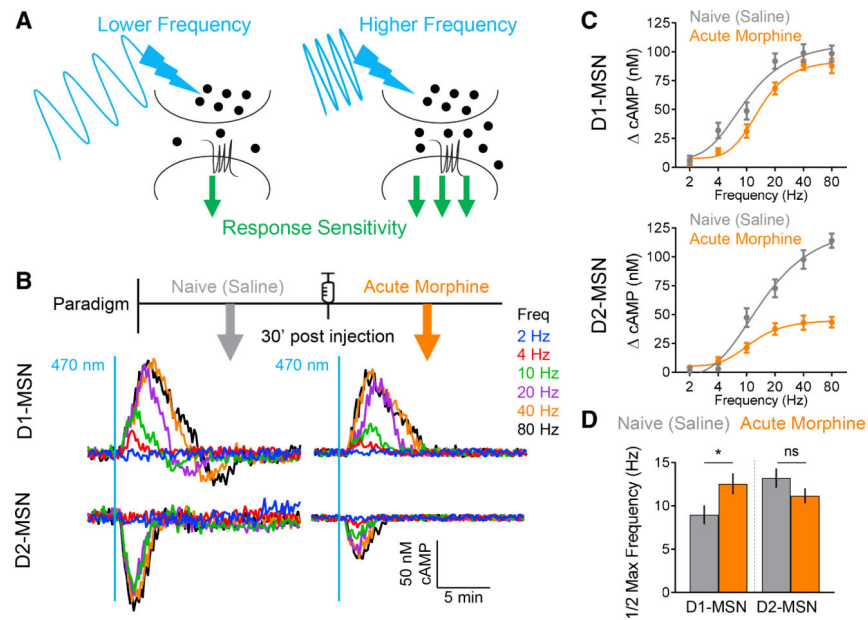 A
Lower Frequency
Higher Frequency
Response Sensitivity
B
Paradigm
Naive (Saline)
Acute Morphine
30' post injection
Freq
2 Hz
4 Hz
10 Hz
20 Hz
40 Hz
80 Hz
470 nm
470 nm
D1-MSN
D2-MSN
50 nM
cAMP
5 min
C
Naive (Saline)
Acute Morphine
D1-MSN
Δ cAMP (nM)
125
100
75
50
25
0
2 4 10 20 40 80
Frequency (Hz)
Naive (Saline)
Acute Morphine
D2-MSN
Δ cAMP (nM)
125
100
75
50
25
0
2 4 10 20 40 80
Frequency (Hz)
D
Naive (Saline) Acute Morphine
1/2 Max Frequency (Hz)
15
10
5
0
*
ns
D1-MSN D2-MSN